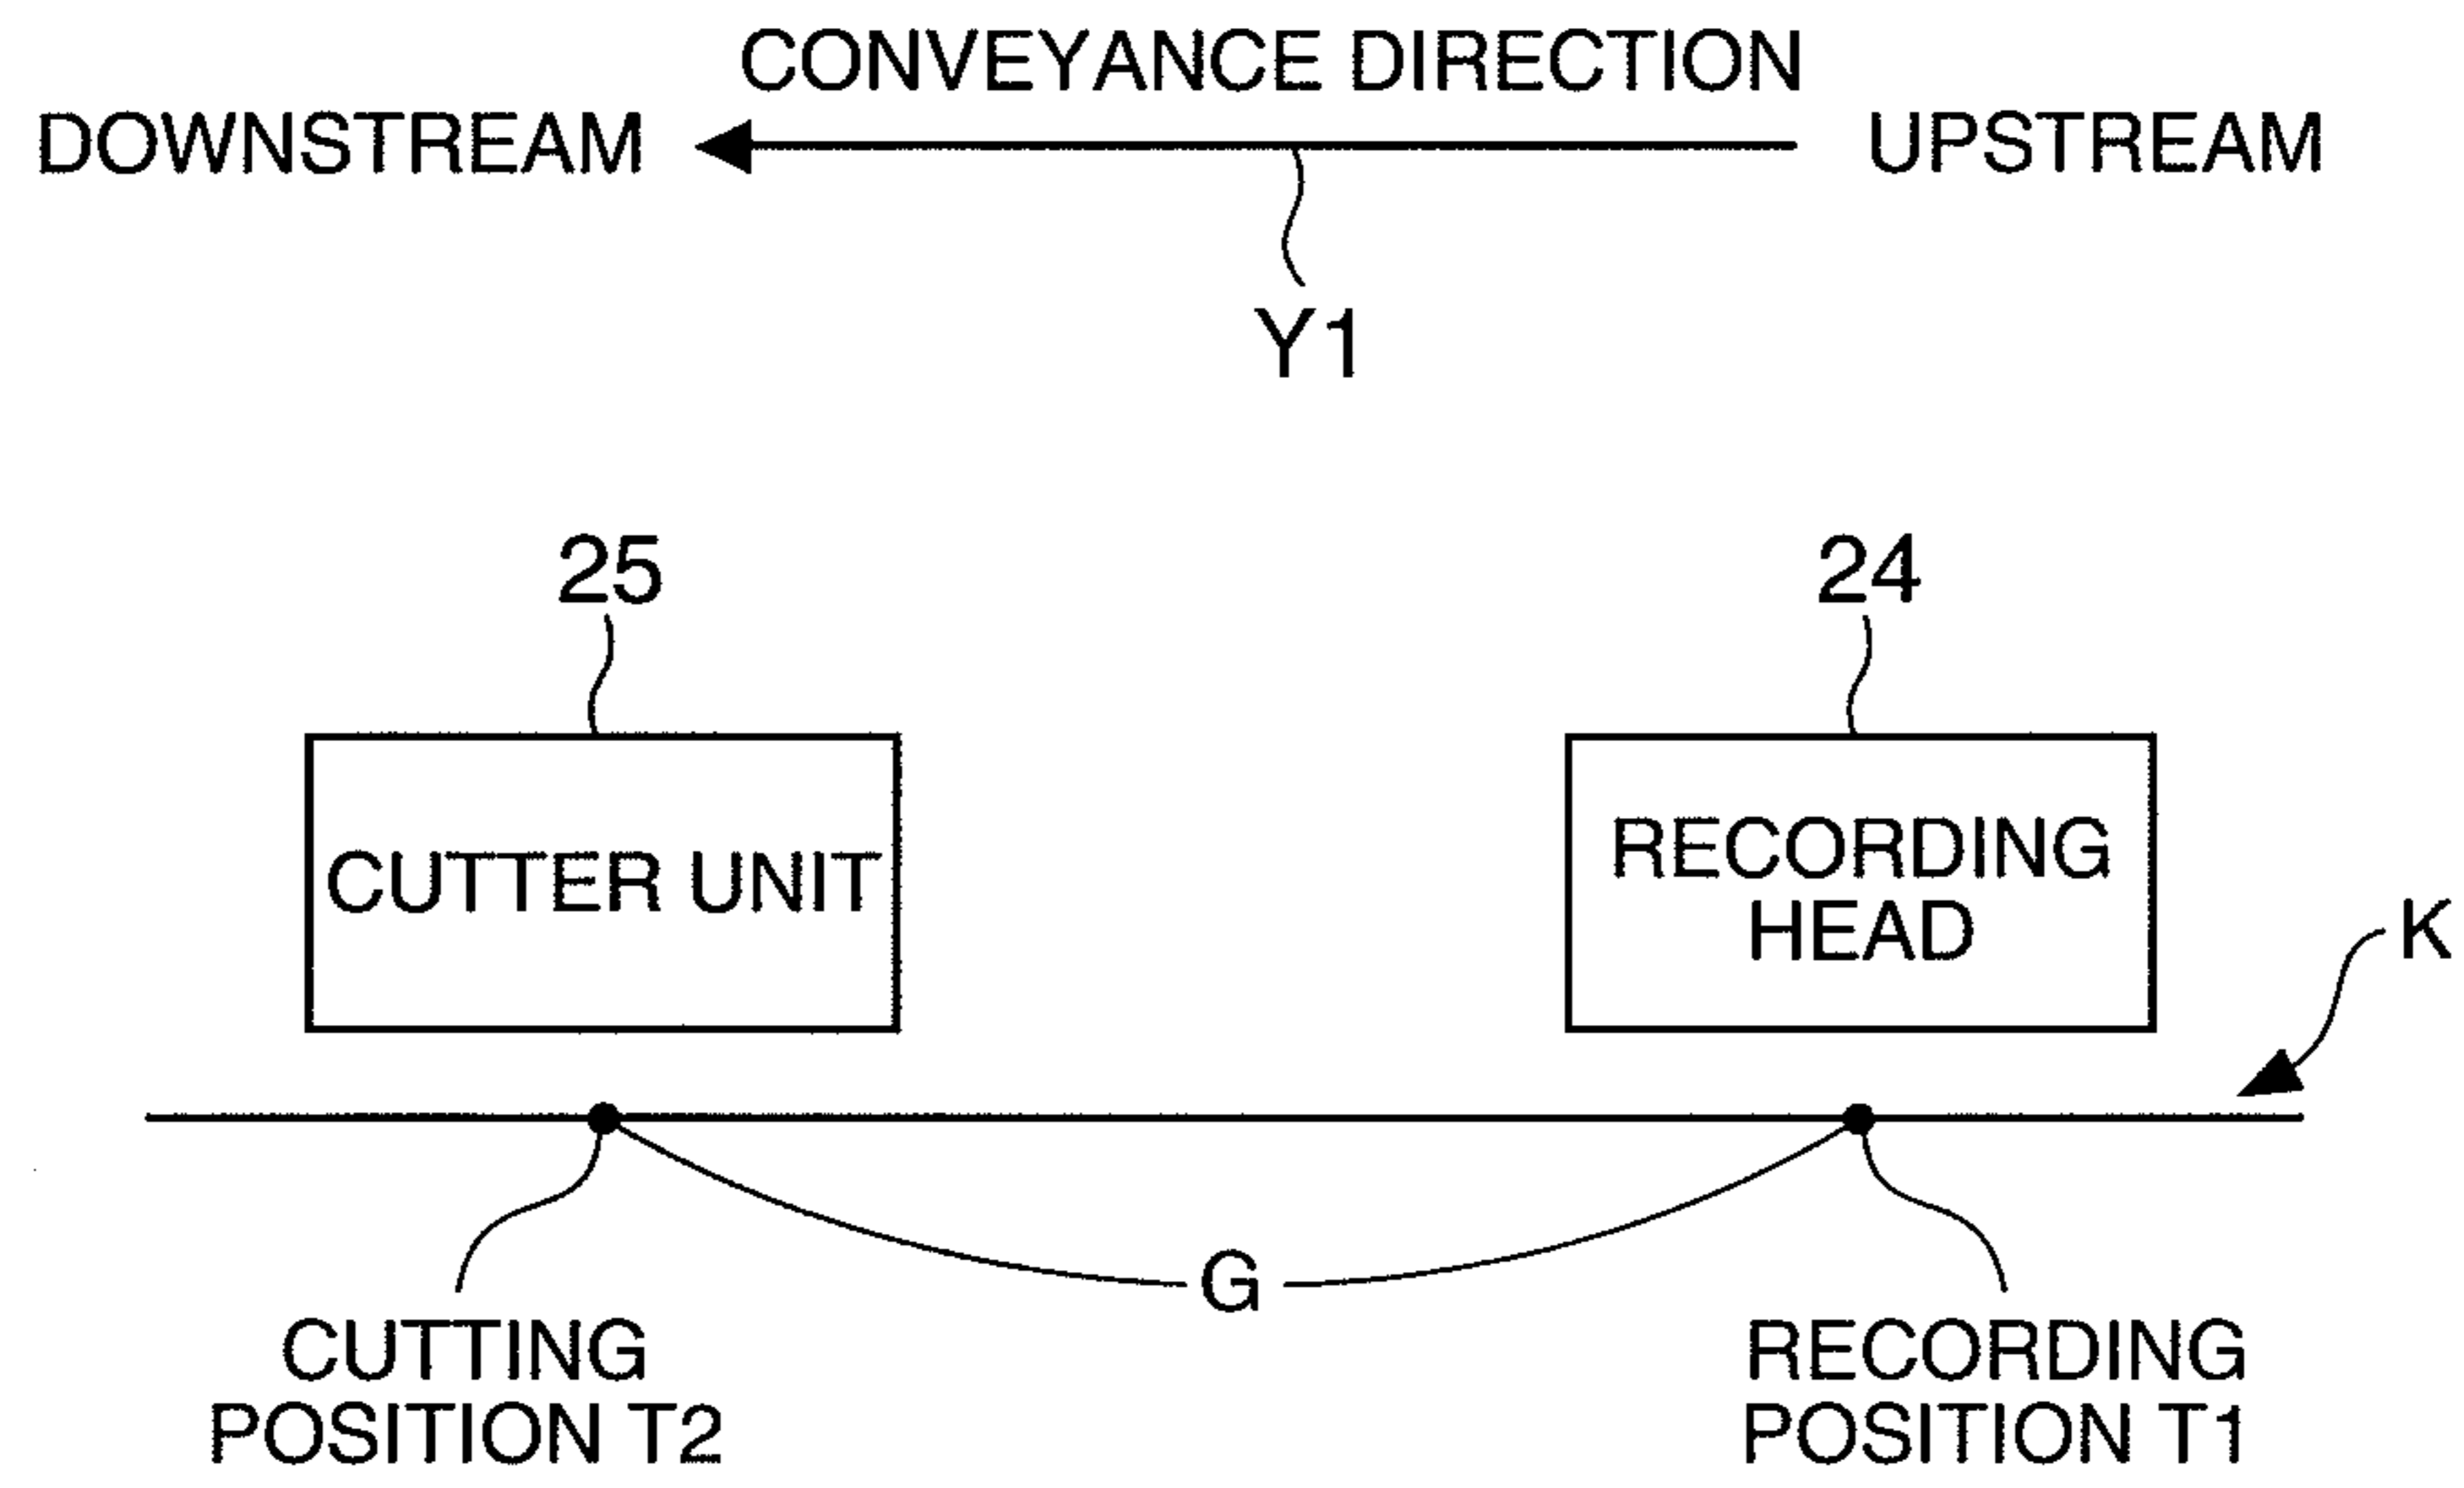 CONVEYANCE DIRECTION
DOWNSTREAM
UPSTREAM
Y1
25
24
CUTTER UNIT
RECORDING
HEAD
K
G
CUTTING
POSITION T2
RECORDING
POSITION T1